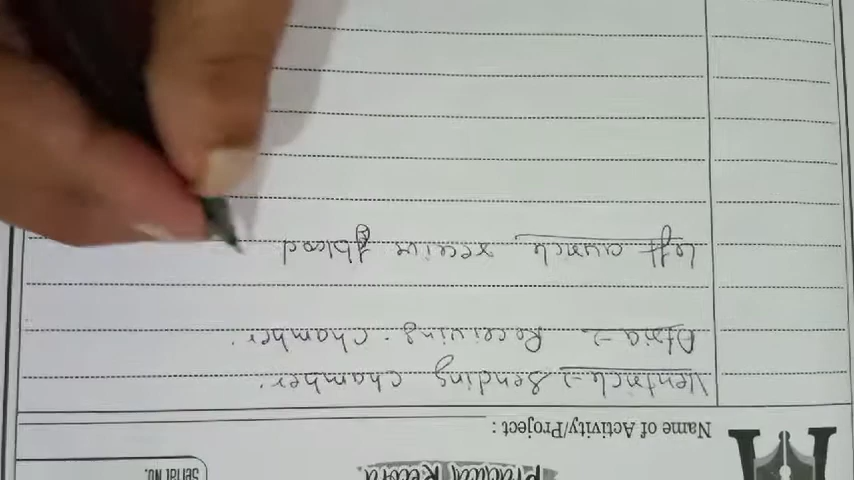 Practical Record.
Serial No.
Name of Activity/Project :
Ventricle → Sending chamber.
Atria → Receiving chamber.
Left auricle receive blood